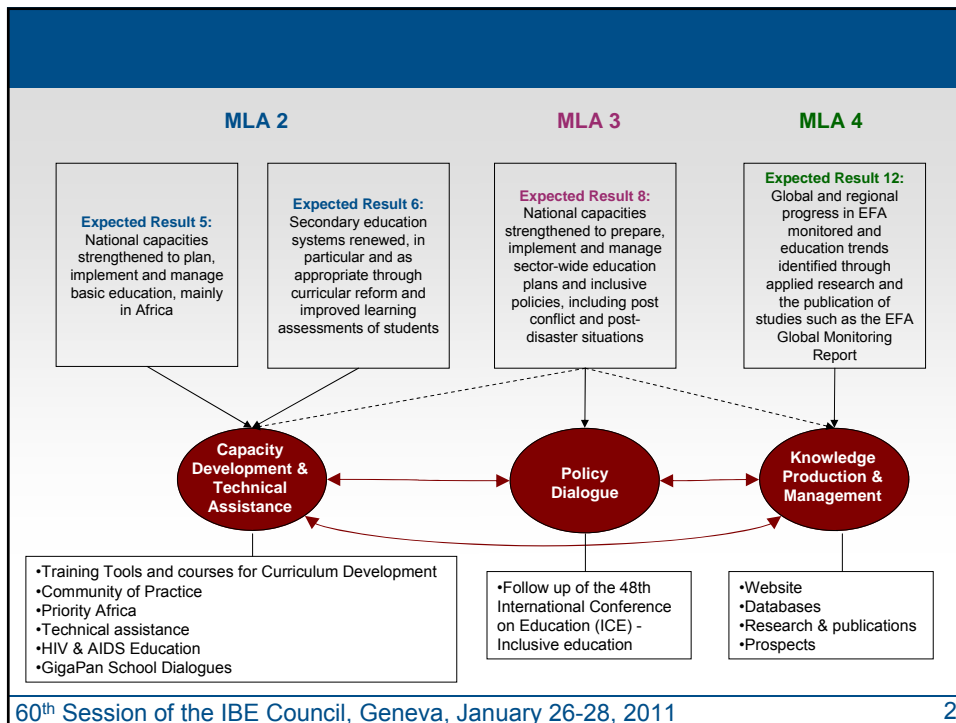 MLA 2
MLA 3
MLA 4
Expected Result 5:
National capacities
strengthened to plan,
implement and manage
basic education, mainly
in Africa
Expected Result 6:
Secondary education
systems renewed, in
particular and as
appropriate through
curricular reform and
improved learning
assessments of students
Expected Result 8:
National capacities
strengthened to prepare,
implement and manage
sector-wide education
plans and inclusive
policies, including post
conflict and post-
disaster situations
Expected Result 12:
Global and regional
progress in EFA
monitored and
education trends
identified through
applied research and
the publication of
studies such as the EFA
Global Monitoring
Report
Capacity
Development &
Technical
Assistance
Policy
Dialogue
Knowledge
Production &
Management
•Training Tools and courses for Curriculum Development
•Community of Practice
•Priority Africa
•Technical assistance
•HIV & AIDS Education
•GigaPan School Dialogues
•Follow up of the 48th
International Conference
on Education (ICE) -
Inclusive education
•Website
•Databases
•Research & publications
•Prospects
60th Session of the IBE Council, Geneva, January 26-28, 2011
2